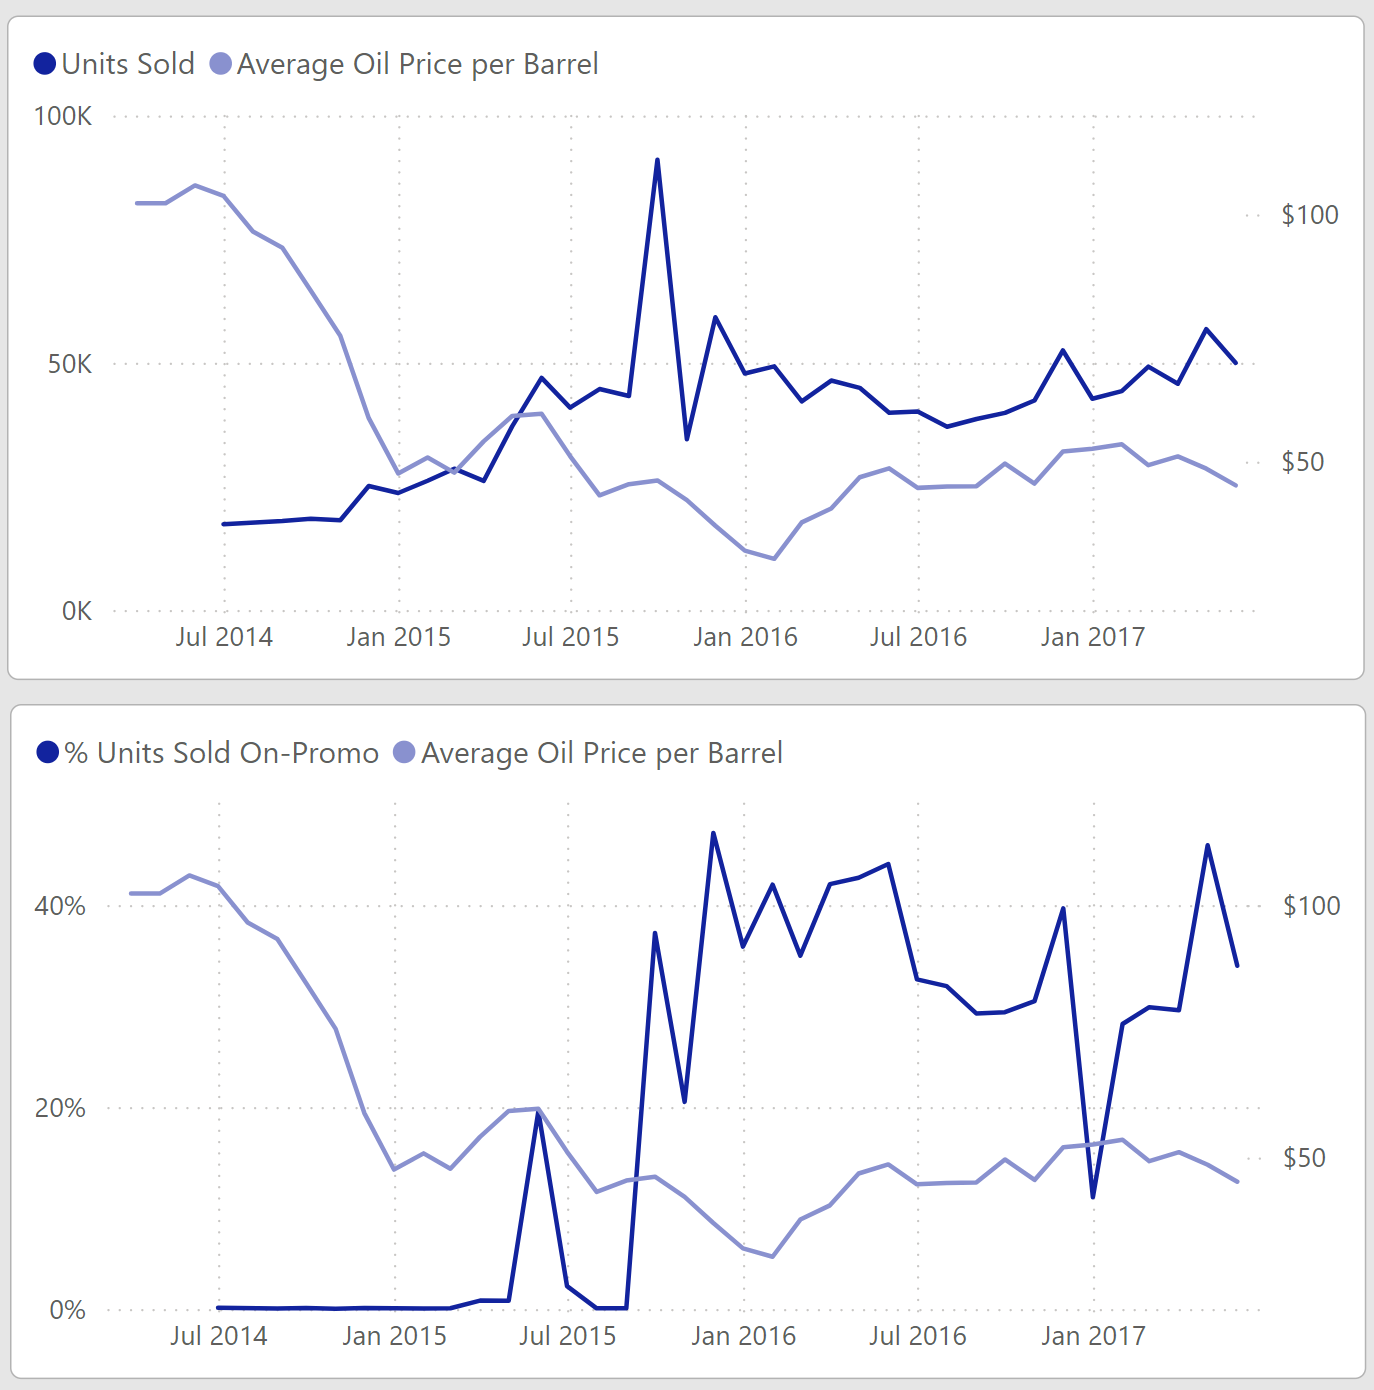 Units Sold Average Oil Price per Barrel
100K
$100
50K
$50
0K
Jul 2014 Jan 2015 Jul 2015 Jan 2016 Jul 2016 Jan 2017
% Units Sold On-Promo Average Oil Price per Barrel
40% $100
20%
$50
0%
Jul 2014 Jan 2015 Jul 2015 Jan 2016 Jul 2016 Jan 2017